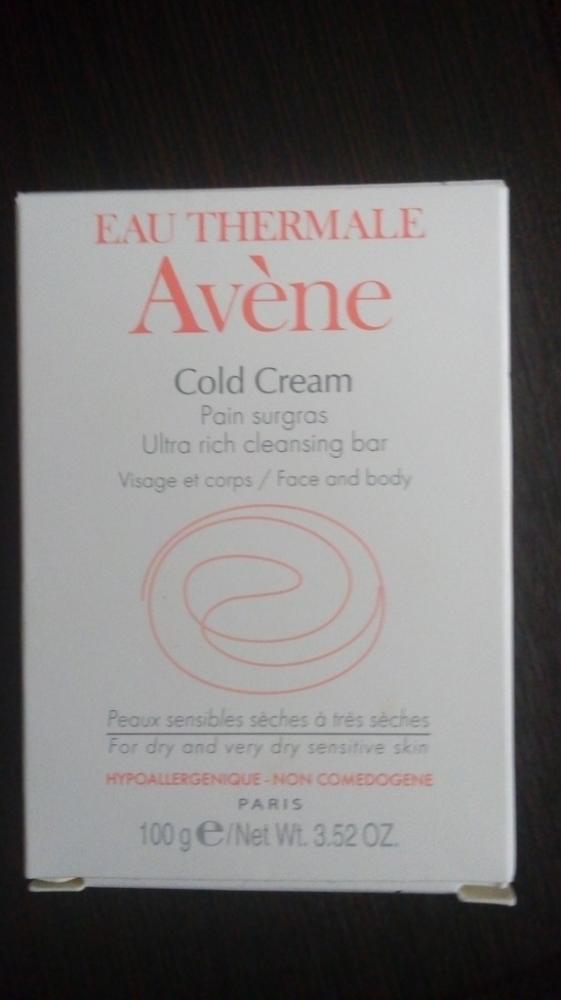 EAU THERMALE
Avène
Cold Cream
Pain surgras
Ultra rich cleansing bar
Visage et corps / Face and body
Peaux sensibles sèches à très sèches
For dry and very dry sensitive skin
HYPOALLERGENIQUE - NON COMEDOGENE
PARIS
100 g ℮/Net Wt. 3.52 OZ.